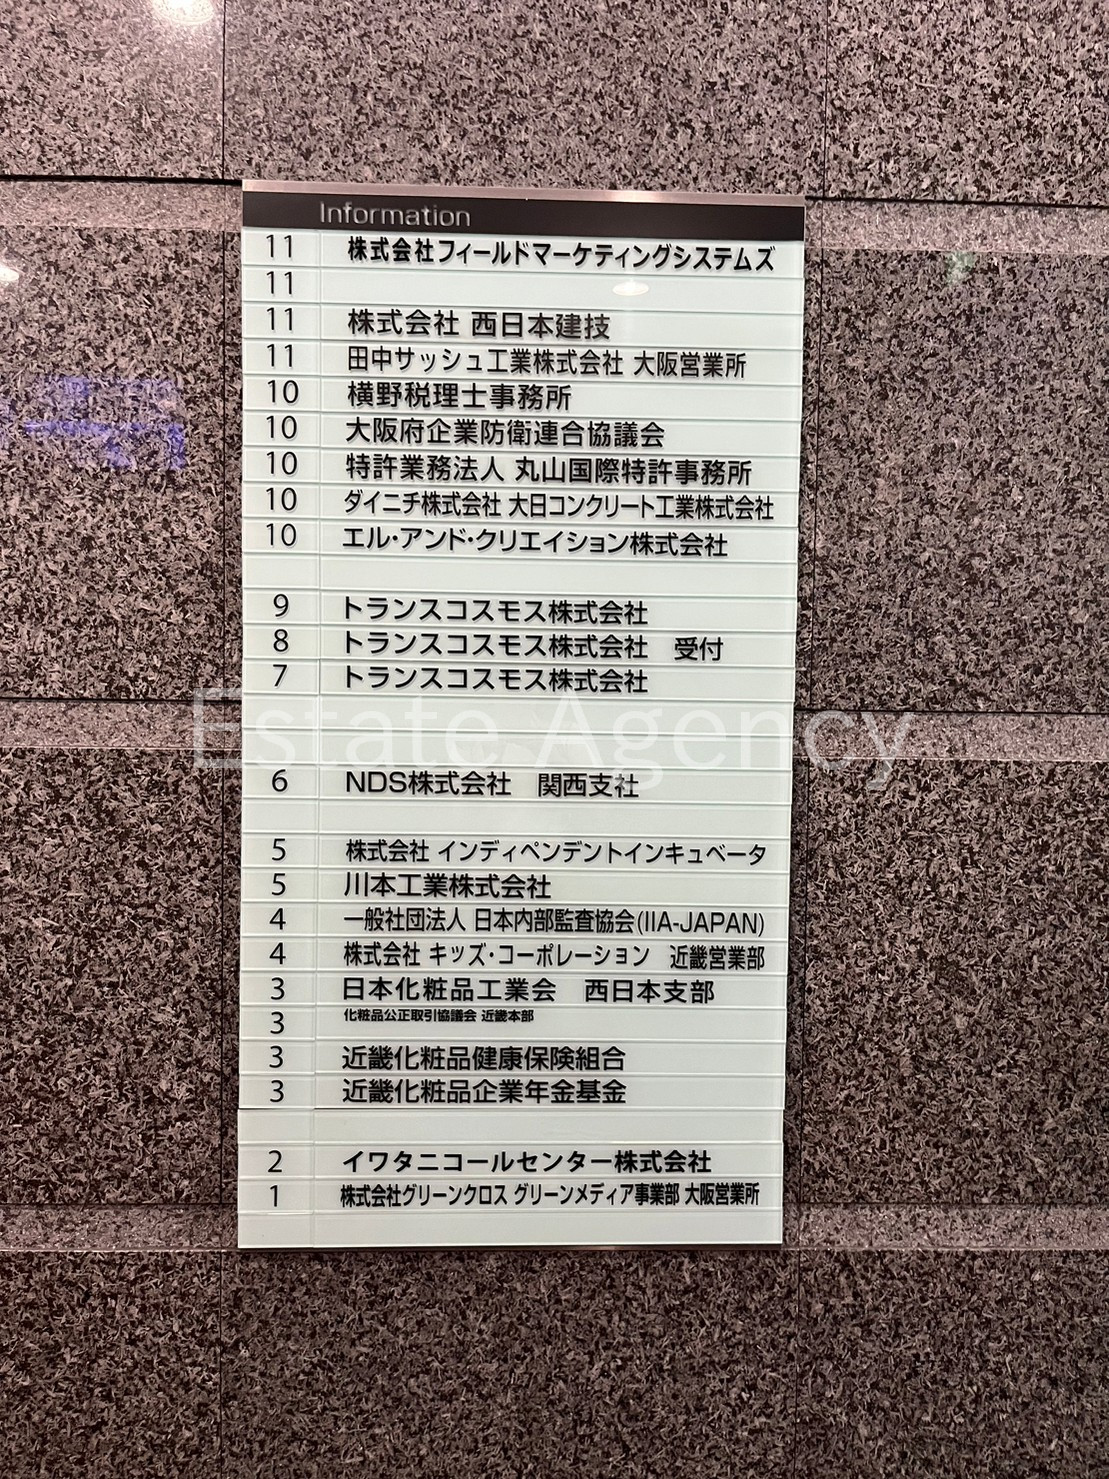 Information
11 株式会社フィールドマーケティングシステムズ
11
11 株式会社 西日本建技
11 田中サッシュ工業株式会社 大阪営業所
10 横野税理士事務所
10 大阪府企業防衛連合協議会
10 特許業務法人 丸山国際特許事務所
10 ダイニチ株式会社 大日コンクリート工業株式会社
10 エル・アンド・クリエイション株式会社
9 トランスコスモス株式会社
8 トランスコスモス株式会社 受付
7 トランスコスモス株式会社
Estate Agency
6 NDS株式会社 関西支社
5 株式会社 インディペンデントインキュベータ
5 川本工業株式会社
4 一般社団法人 日本内部監査協会(IIA-JAPAN)
4 株式会社 キッズ・コーポレーション 近畿営業部
3 日本化粧品工業会 西日本支部
3 化粧品公正取引協議会 近畿本部
3 近畿化粧品健康保険組合
3 近畿化粧品企業年金基金
2 イワタニコールセンター株式会社
1 株式会社グリーンクロス グリーンメディア事業部 大阪営業所